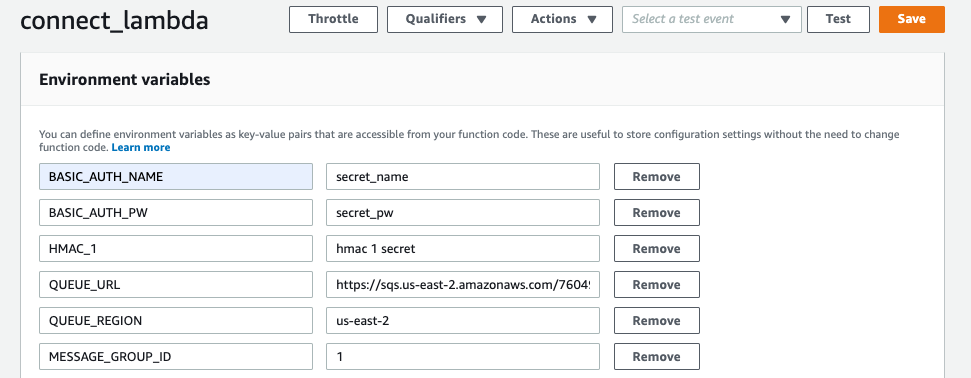 connect_lambda Throttle Qualifiers Actions Select a test event Test Save
Environment variables
You can define environment variables as key-value pairs that are accessible from your function code. These are useful to store configuration settings without the need to change
function code. Learn more
BASIC_AUTH_NAME secret_name Remove
BASIC_AUTH_PW secret_pw Remove
HMAC_1 hmac 1 secret Remove
QUEUE_URL https://sqs.us-east-2.amazonaws.com/7604 Remove
QUEUE_REGION us-east-2 Remove
MESSAGE_GROUP_ID 1 Remove